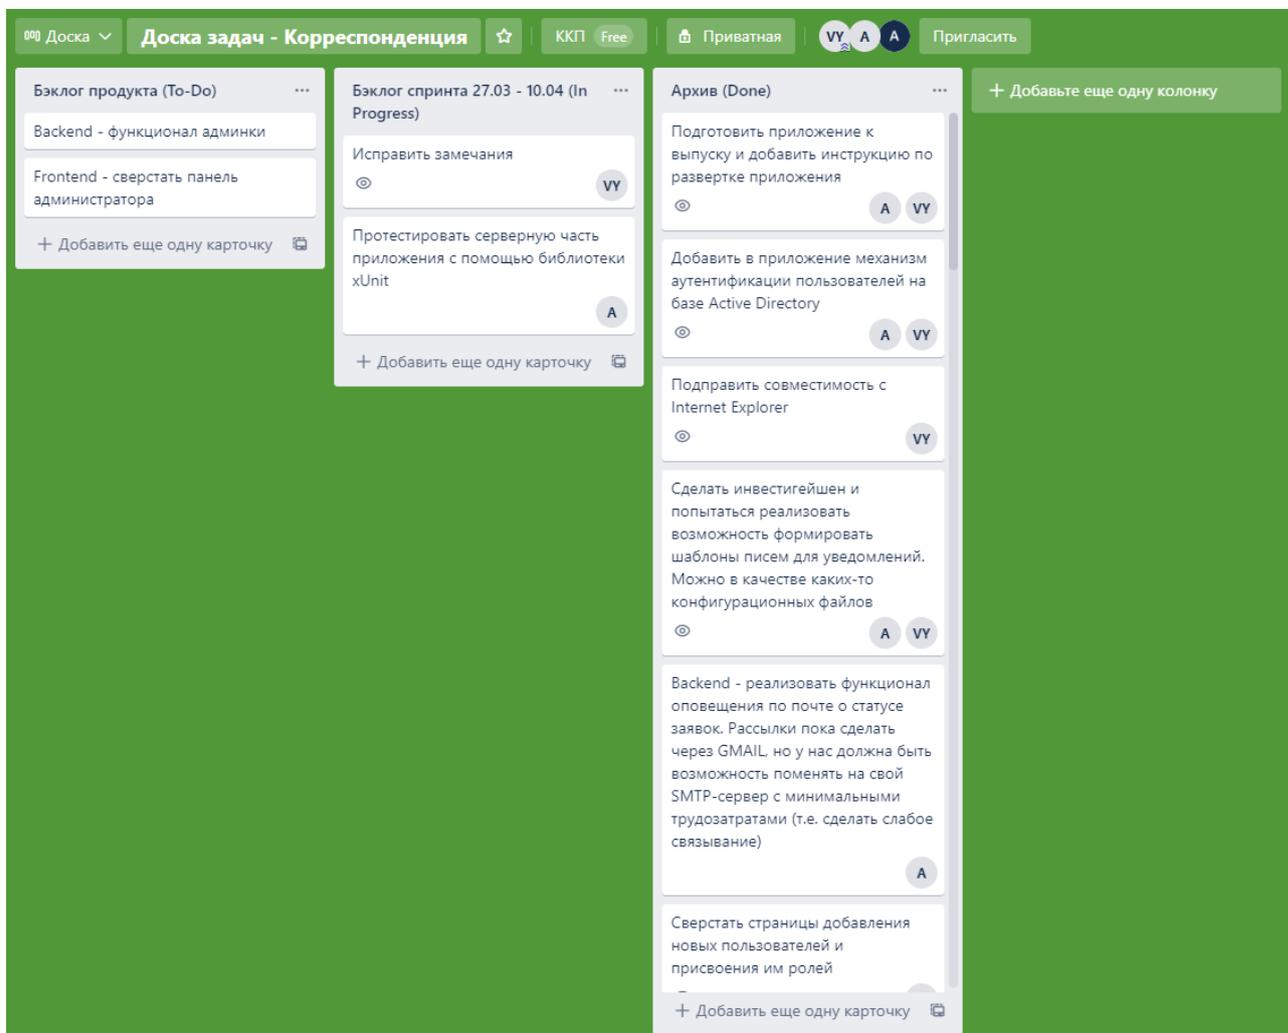 Доска
Доска задач - Корреспонденция
ККП Free
Приватная
VY A A
Пригласить
Бэклог продукта (To-Do)
Backend - функционал админки
Frontend - сверстать панель
администратора
+ Добавить еще одну карточку
Бэклог спринта 27.03 - 10.04 (In
Progress)
Исправить замечания
VY
Протестировать серверную часть
приложения с помощью библиотеки
xUnit
A
+ Добавить еще одну карточку
Архив (Done)
Подготовить приложение к
выпуску и добавить инструкцию по
развертке приложения
A VY
Добавить в приложение механизм
аутентификации пользователей на
базе Active Directory
A VY
Подправить совместимость с
Internet Explorer
VY
Сделать инвестигейшен и
попытаться реализовать
возможность формировать
шаблоны писем для уведомлений.
Можно в качестве каких-то
конфигурационных файлов
A VY
Backend - реализовать функционал
оповещения по почте о статусе
заявок. Рассылки пока сделать
через GMAIL, но у нас должна быть
возможность поменять на свой
SMTP-сервер с минимальными
трудозатратами (т.е. сделать слабое
связывание)
A
Сверстать страницы добавления
новых пользователей и
присвоения им ролей
+ Добавить еще одну карточку
+ Добавьте еще одну колонку